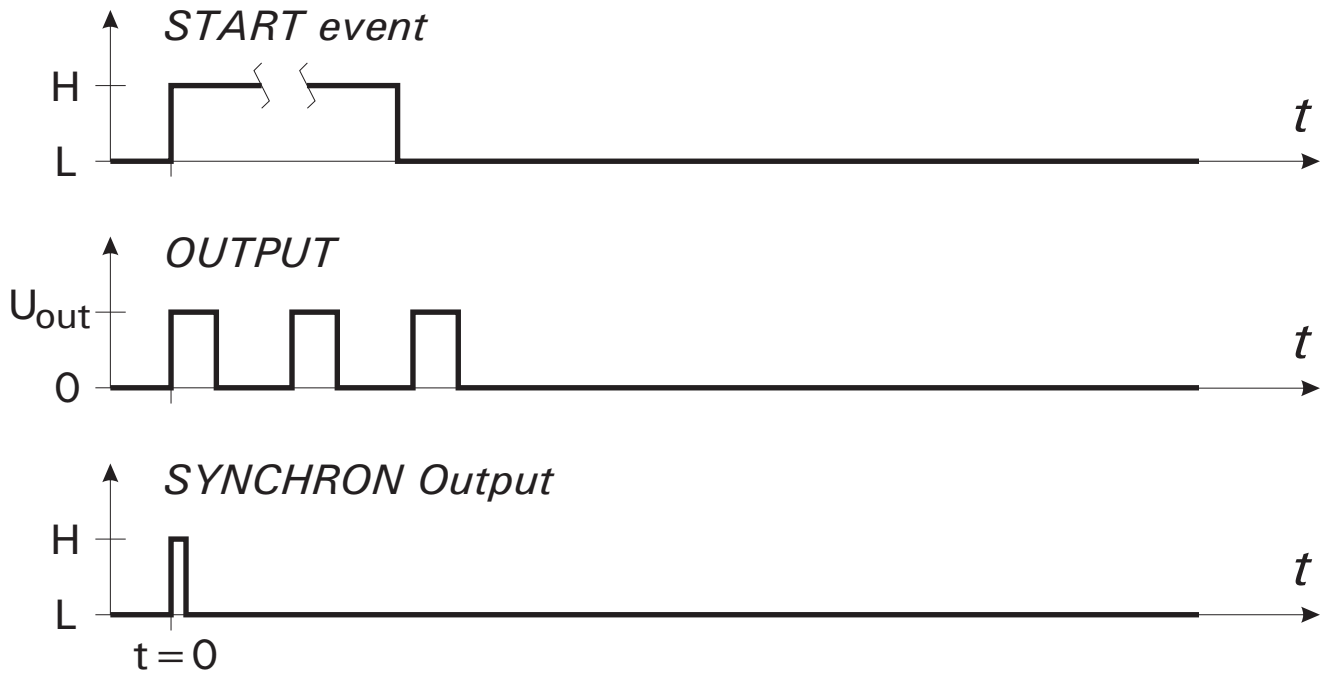 START event
H
t
L
OUTPUT
Uout
t
0
SYNCHRON Output
H
t
L
t = 0